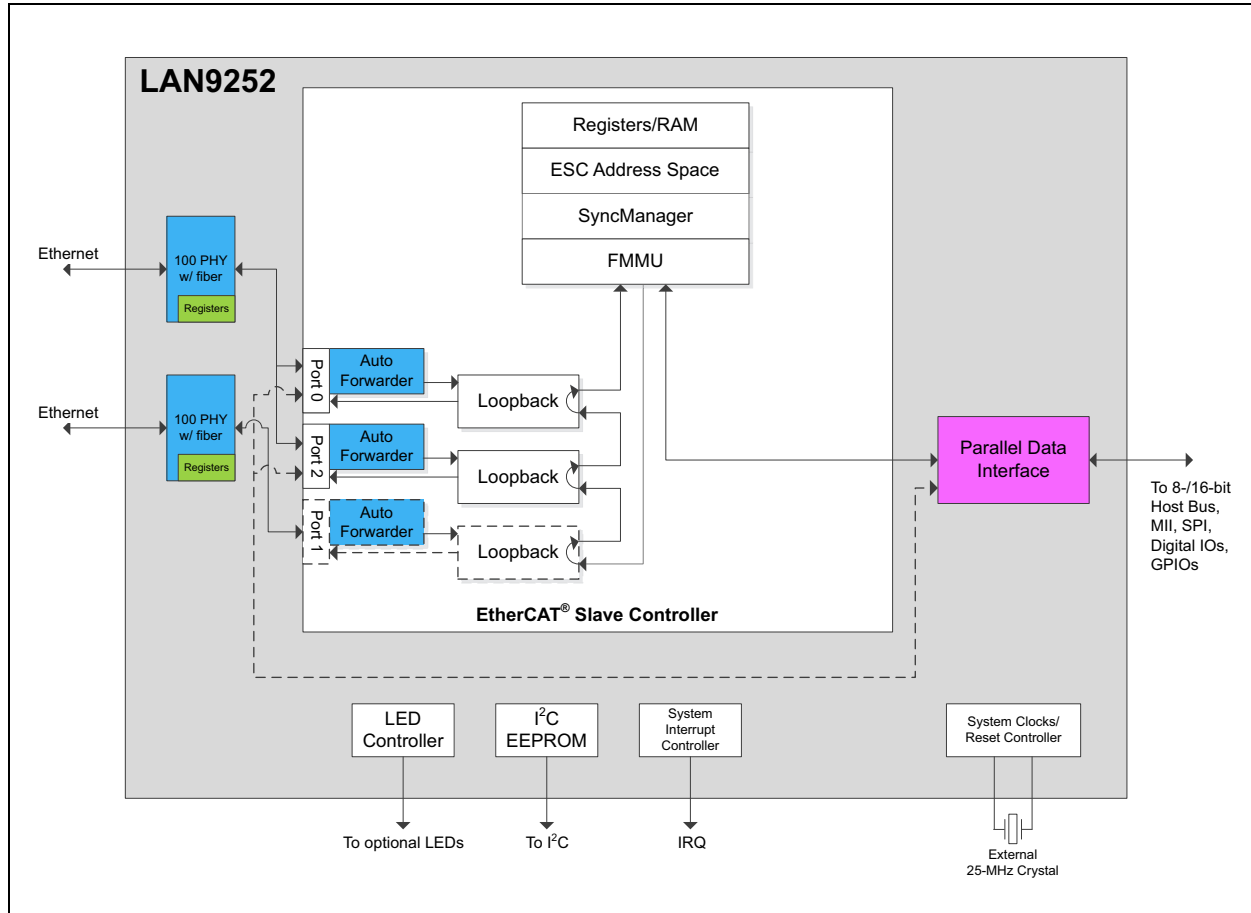 LAN9252
Registers/RAM
ESC Address Space
SyncManager
FMMU
Ethernet
100 PHY
w/ fiber
Registers
Ethernet
100 PHY
w/ fiber
Registers
Port 0
Auto
Forwarder
Loopback
Port 2
Auto
Forwarder
Loopback
Port 1
Auto
Forwarder
Loopback
EtherCAT® Slave Controller
Parallel Data
Interface
To 8-/16-bit
Host Bus,
MII, SPI,
Digital IOs,
GPIOs
LED
Controller
I²C
EEPROM
System
Interrupt
Controller
System Clocks/
Reset Controller
To optional LEDs
To I²C
IRQ
External
25-MHz Crystal